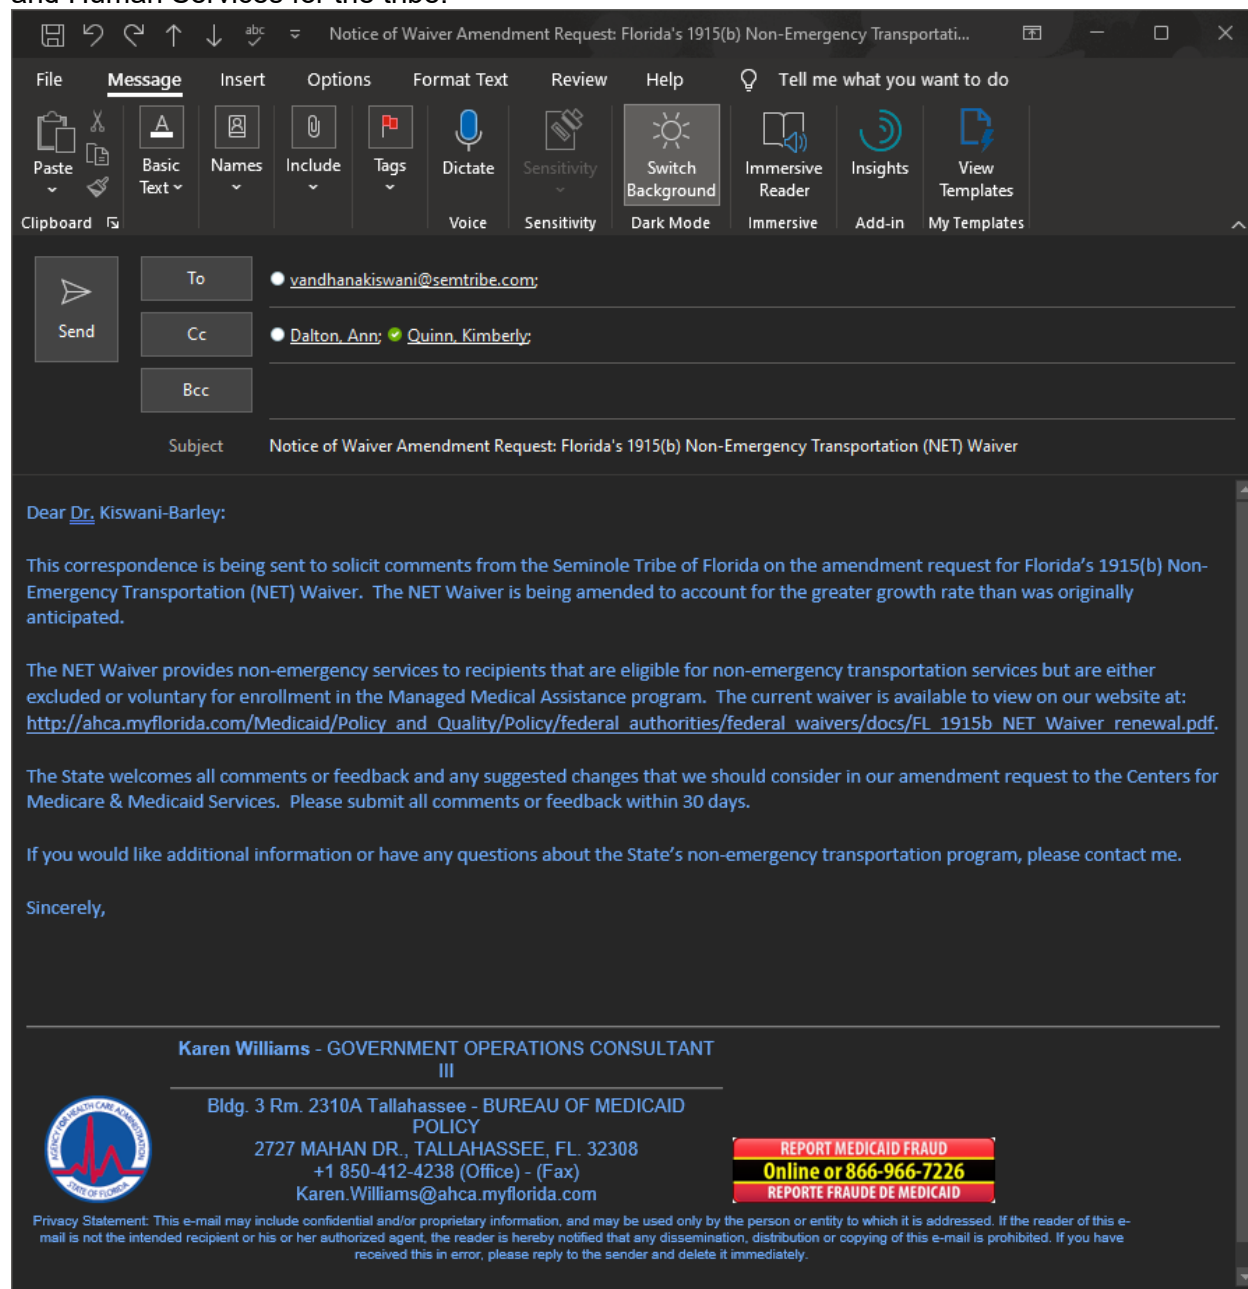 and Human Services for the tribe.
Notice of Waiver Amendment Request: Florida's 1915(b) Non-Emergency Transportati...
File Message Insert Options Format Text Review Help Tell me what you want to do
Paste
Basic Text
Names
Include
Tags
Dictate
Sensitivity
Switch Background
Immersive Reader
Insights
View Templates
Clipboard Voice Sensitivity Dark Mode Immersive Add-in My Templates
Send
To vandhanakiswani@semtribe.com;
Cc Dalton, Ann; Quinn, Kimberly;
Bcc
Subject Notice of Waiver Amendment Request: Florida's 1915(b) Non-Emergency Transportation (NET) Waiver
Dear Dr. Kiswani-Barley:
This correspondence is being sent to solicit comments from the Seminole Tribe of Florida on the amendment request for Florida's 1915(b) Non-
Emergency Transportation (NET) Waiver.  The NET Waiver is being amended to account for the greater growth rate than was originally
anticipated.
The NET Waiver provides non-emergency services to recipients that are eligible for non-emergency transportation services but are either
excluded or voluntary for enrollment in the Managed Medical Assistance program.  The current waiver is available to view on our website at:
http://ahca.myflorida.com/Medicaid/Policy_and_Quality/Policy/federal_authorities/federal_waivers/docs/FL_1915b_NET_Waiver_renewal.pdf.
The State welcomes all comments or feedback and any suggested changes that we should consider in our amendment request to the Centers for
Medicare & Medicaid Services.  Please submit all comments or feedback within 30 days.
If you would like additional information or have any questions about the State's non-emergency transportation program, please contact me.
Sincerely,
Karen Williams - GOVERNMENT OPERATIONS CONSULTANT
III
AGENCY FOR HEALTH CARE ADMINISTRATION
STATE OF FLORIDA
Bldg. 3 Rm. 2310A Tallahassee - BUREAU OF MEDICAID
POLICY
2727 MAHAN DR., TALLAHASSEE, FL. 32308
+1 850-412-4238 (Office) - (Fax)
Karen.Williams@ahca.myflorida.com
REPORT MEDICAID FRAUD
Online or 866-966-7226
REPORTE FRAUDE DE MEDICAID
Privacy Statement: This e-mail may include confidential and/or proprietary information, and may be used only by the person or entity to which it is addressed. If the reader of this e-
mail is not the intended recipient or his or her authorized agent, the reader is hereby notified that any dissemination, distribution or copying of this e-mail is prohibited. If you have
received this in error, please reply to the sender and delete it immediately.